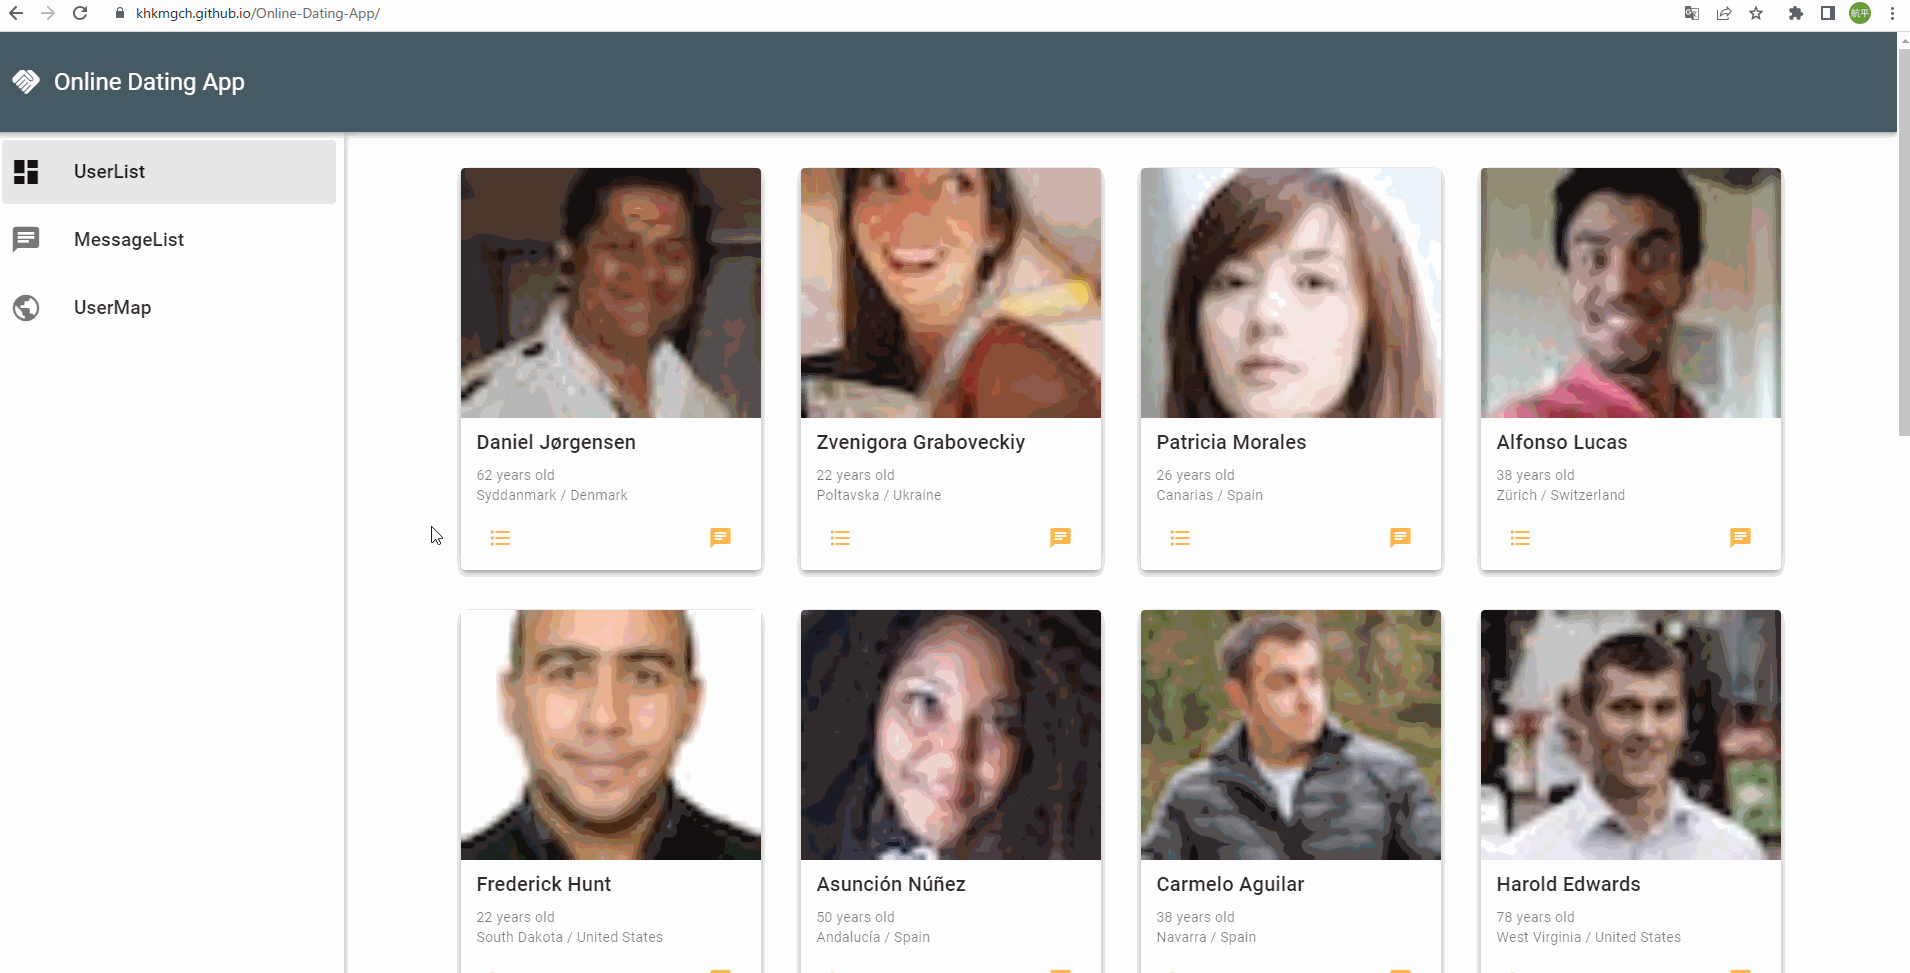 khkmgch.github.io/Online-Dating-App/
航平
Online Dating App
UserList
MessageList
UserMap
Daniel Jørgensen
62 years old
Syddanmark / Denmark
Zvenigora Graboveckiy
22 years old
Poltavska / Ukraine
Patricia Morales
26 years old
Canarias / Spain
Alfonso Lucas
38 years old
Zürich / Switzerland
Frederick Hunt
22 years old
South Dakota / United States
Asunción Núñez
50 years old
Andalucía / Spain
Carmelo Aguilar
38 years old
Navarra / Spain
Harold Edwards
78 years old
West Virginia / United States